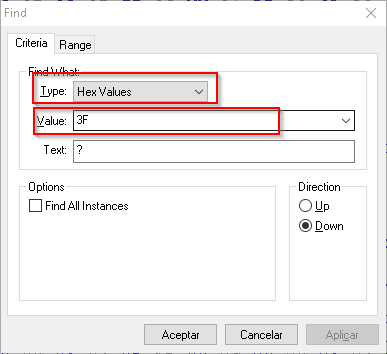 Find
Criteria
Range
Find What:
Type: Hex Values
Value: 3F
Text: ?
Options
Find All Instances
Direction
Up
Down
Aceptar
Cancelar
Aplicar